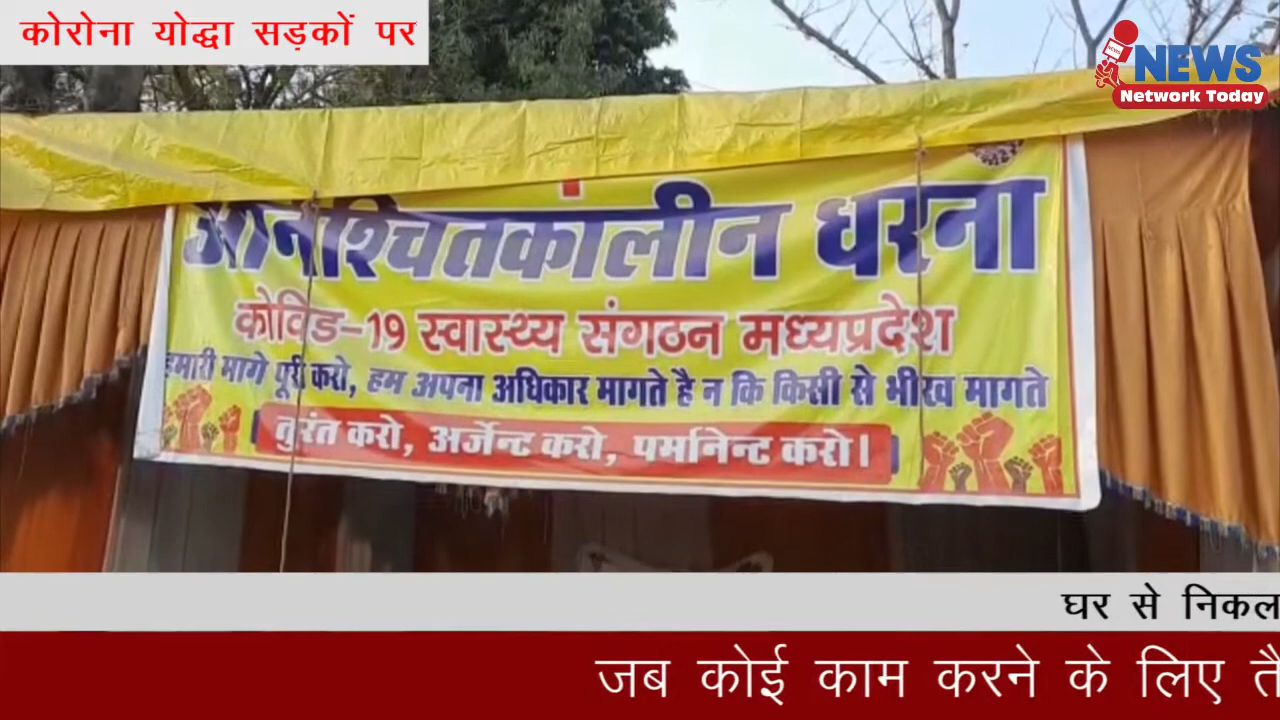 कोरोना योद्धा सड़कों पर
NEWS
Network Today
अनिश्चितकालीन धरना
कोविड-19 स्वास्थ्य संगठन मध्यप्रदेश
हमारी मागे पूरी करो, हम अपना अधिकार मागते है न कि किसी से भीख मागते
तुरंत करो, अर्जेन्ट करो, पर्मानेन्ट करो।
घर से निकल
जब कोई काम करने के लिए तै